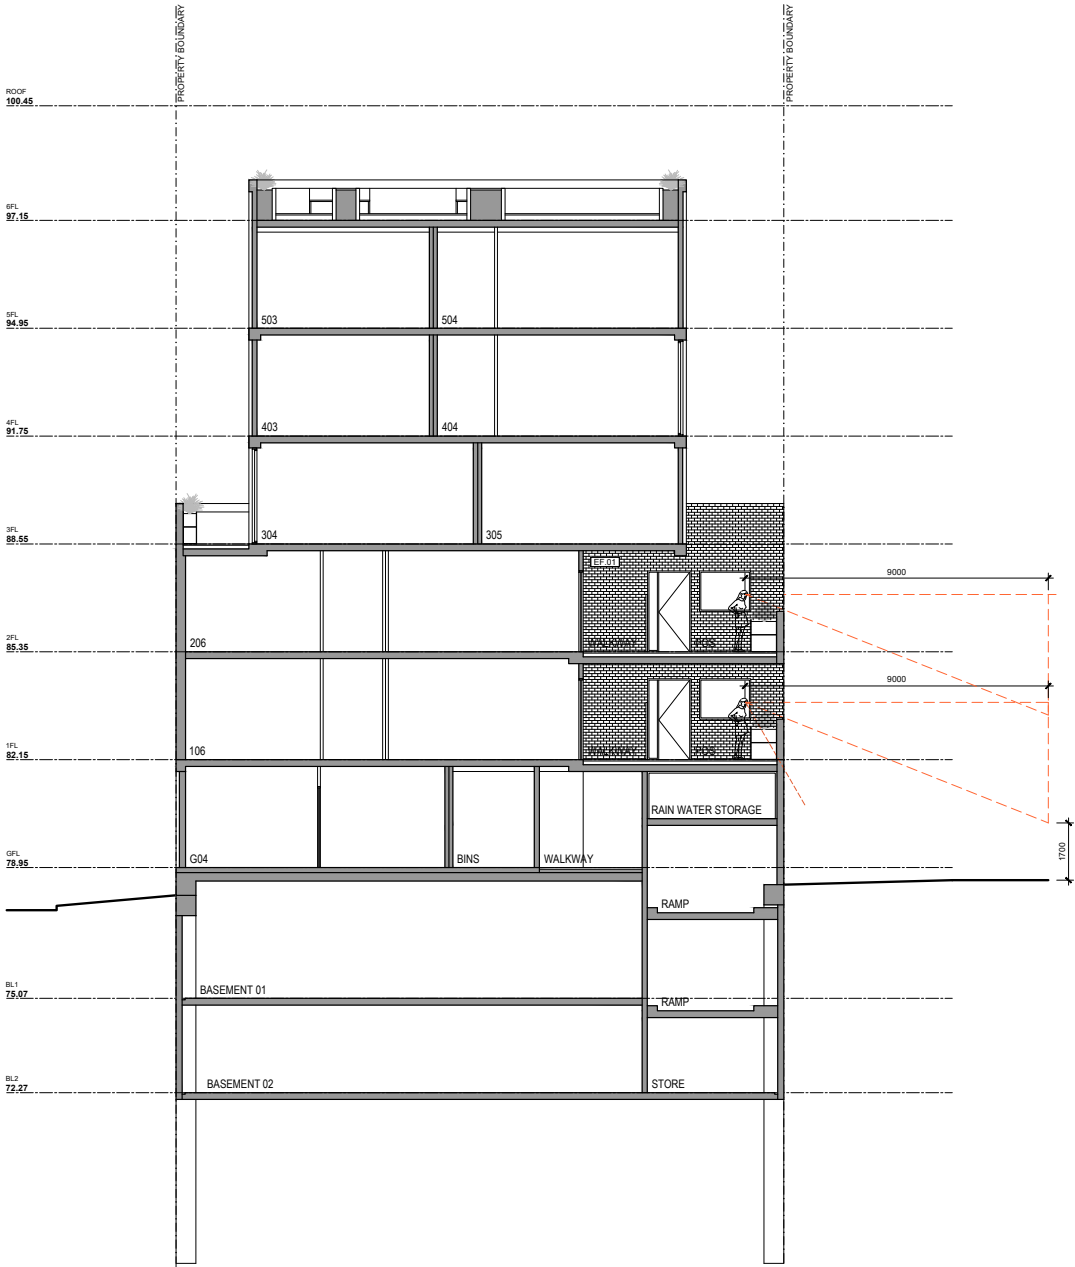 PROPERTY BOUNDARY
PROPERTY BOUNDARY
ROOF
100.45
6FL
97.15
5FL
94.95
503
504
4FL
91.75
403
404
3FL
88.55
304
305
EF.01
9000
2FL
85.35
206
WALKWAY
POS
9000
1FL
82.15
106
WALKWAY
POS
RAIN WATER STORAGE
GFL
78.95
G04
BINS
WALKWAY
1700
RAMP
BL1
75.07
BASEMENT 01
RAMP
BL2
72.27
BASEMENT 02
STORE